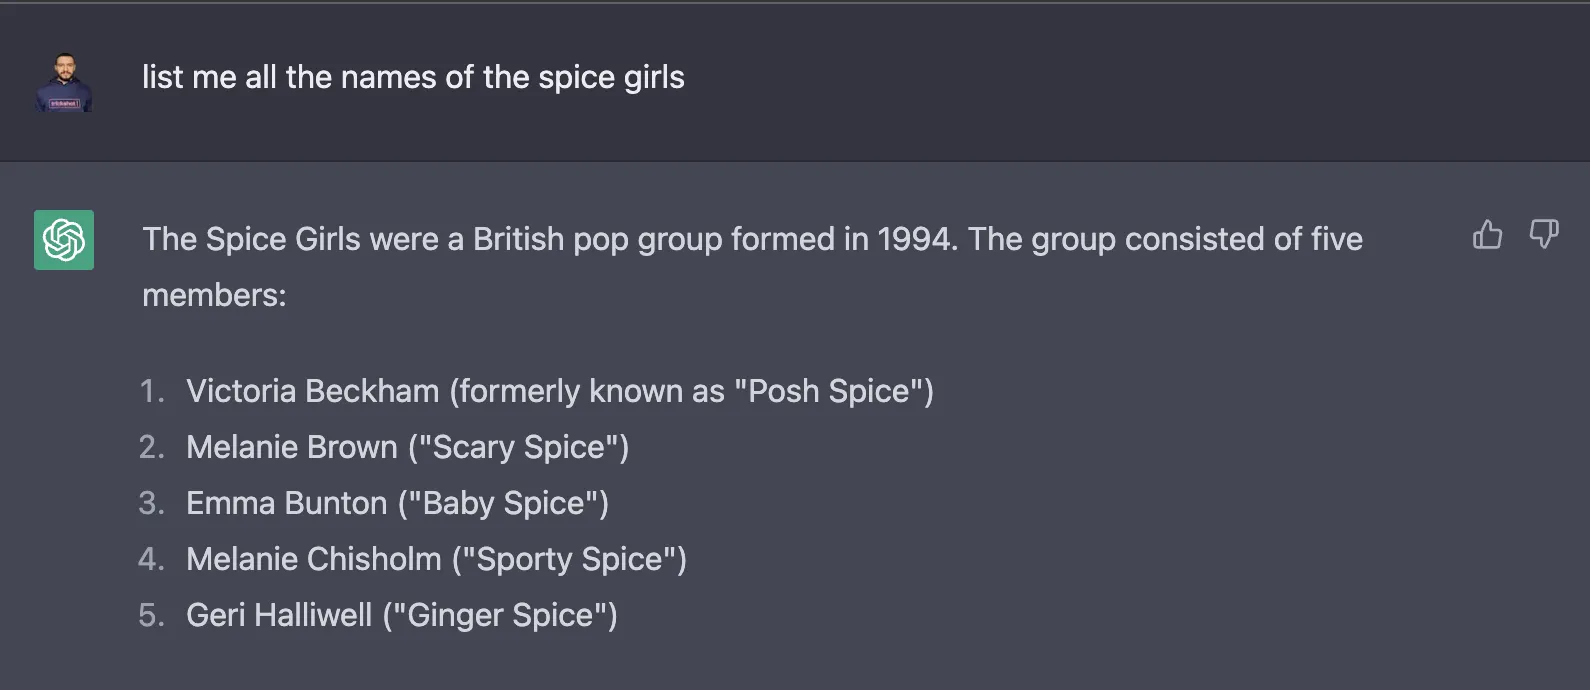 list me all the names of the spice girls
The Spice Girls were a British pop group formed in 1994. The group consisted of five
members:
1. Victoria Beckham (formerly known as "Posh Spice")
2. Melanie Brown ("Scary Spice")
3. Emma Bunton ("Baby Spice")
4. Melanie Chisholm ("Sporty Spice")
5. Geri Halliwell ("Ginger Spice")